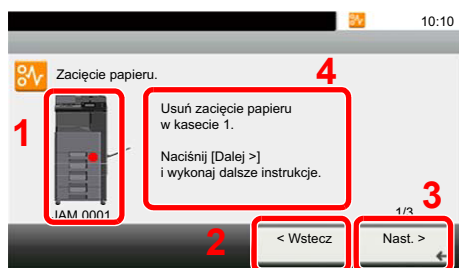 10:10
Zacięcie papieru.
4
1
Usuń zacięcie papieru
w kasecie 1.
Naciśnij [Dalej >]
i wykonaj dalsze instrukcje.
JAM 0001
1/3
3
2
< Wstecz
Nast. >